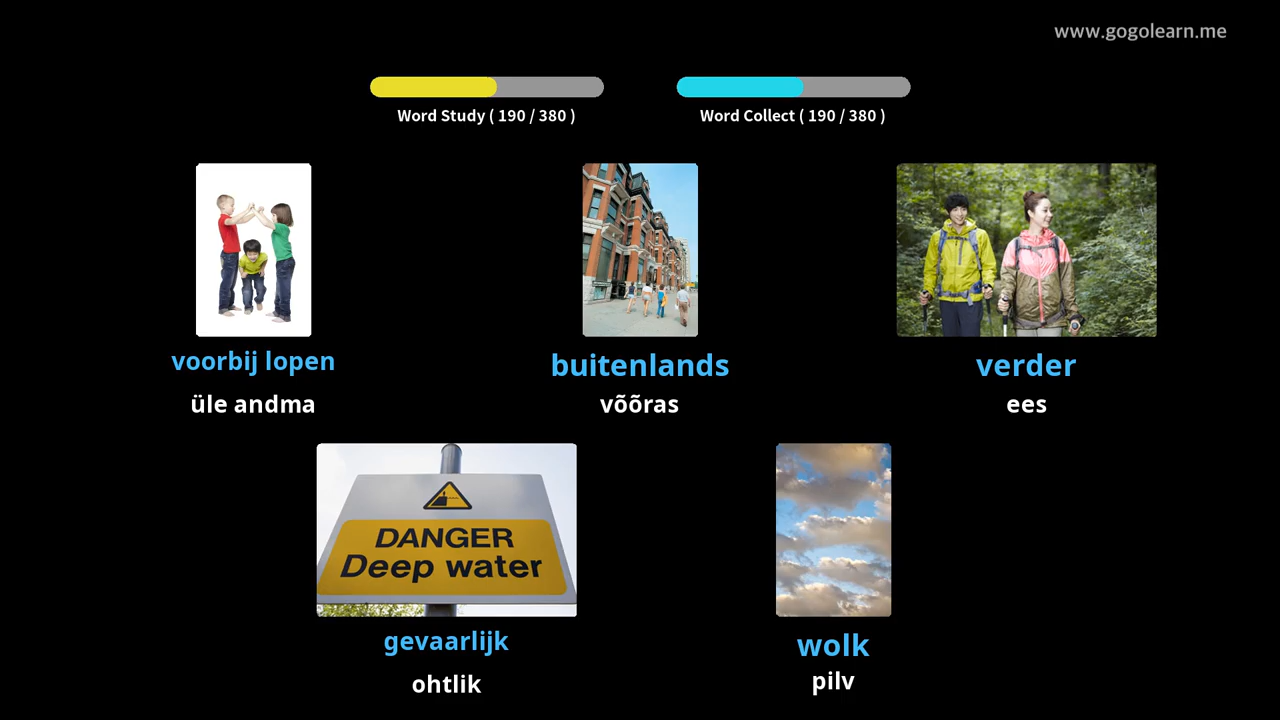 www.gogolearn.me
Word Study ( 190 / 380 )
Word Collect ( 190 / 380 )
voorbij lopen
üle andma
buitenlands
võõras
verder
ees
DANGER
Deep water
gevaarlijk
ohtlik
wolk
pilv